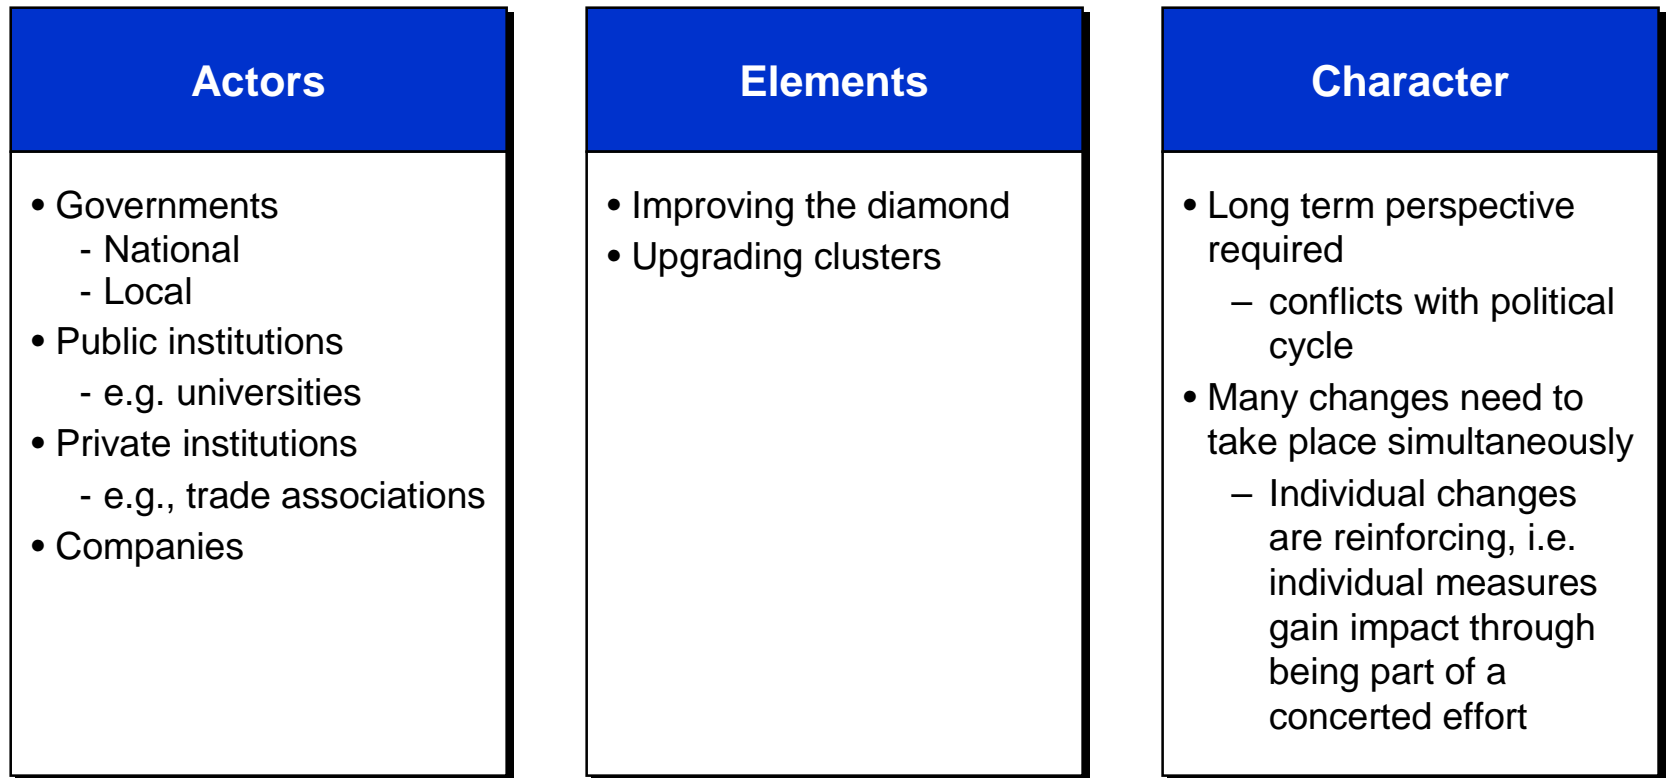 Actors
• Governments
- National
- Local
• Public institutions
- e.g. universities
• Private institutions
- e.g., trade associations
• Companies
Elements
• Improving the diamond
• Upgrading clusters
Character
• Long term perspective
required
– conflicts with political
cycle
• Many changes need to
take place simultaneously
– Individual changes
are reinforcing, i.e.
individual measures
gain impact through
being part of a
concerted effort